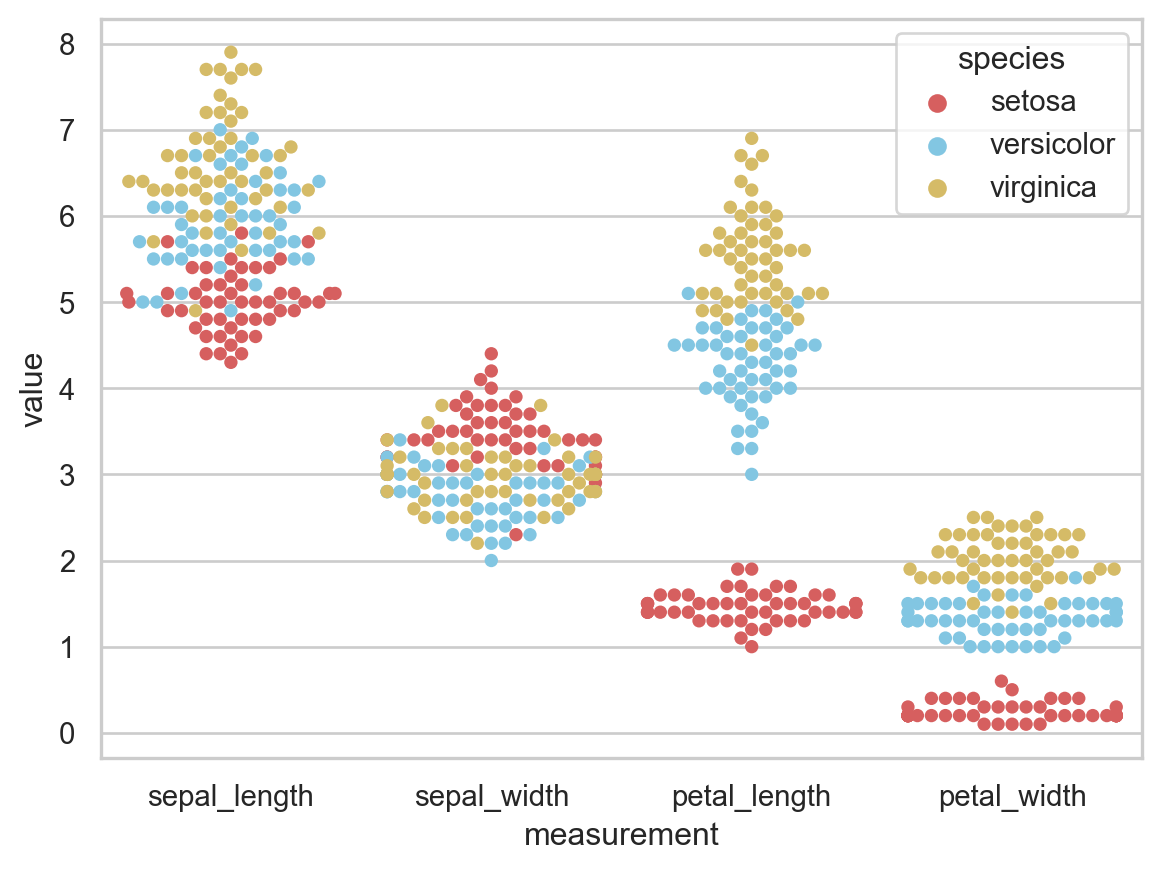 8
7
6
5
4
3
2
1
0
value
sepal_length
sepal_width
petal_length
petal_width
measurement
species
setosa
versicolor
virginica